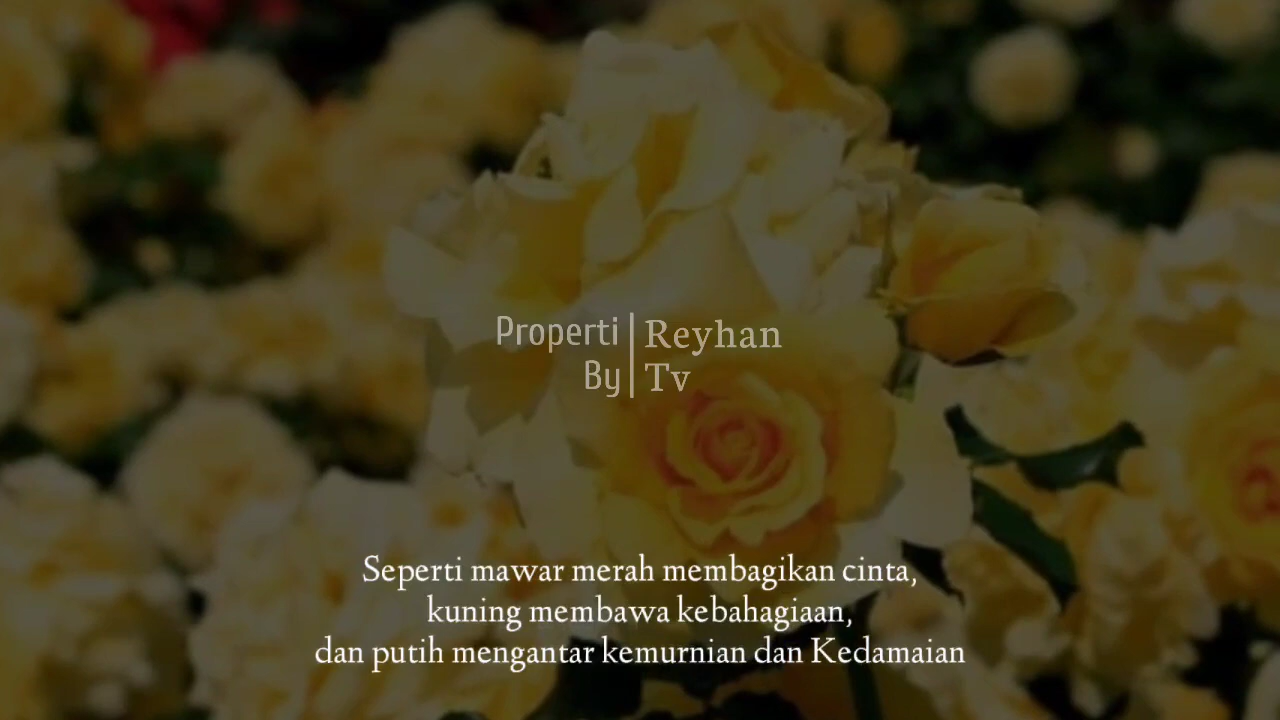 Properti Reyhan
By Tv
Seperti mawar merah membagikan cinta,
kuning membawa kebahagiaan,
dan putih mengantar kemurnian dan Kedamaian